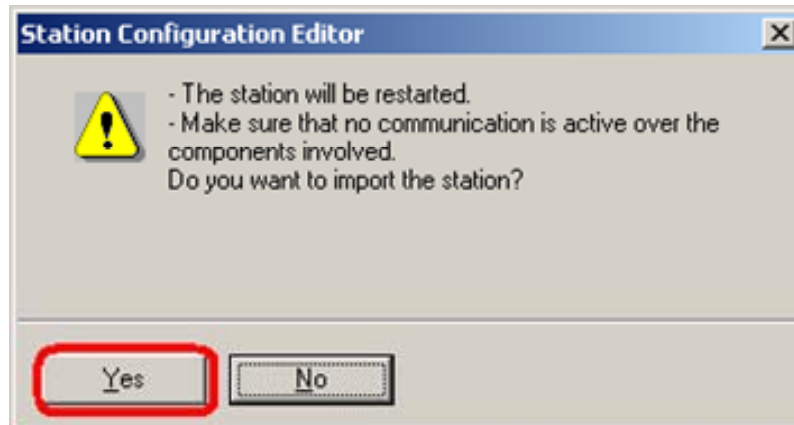 Station Configuration Editor
- The station will be restarted.
- Make sure that no communication is active over the
components involved.
Do you want to import the station?
Yes
No